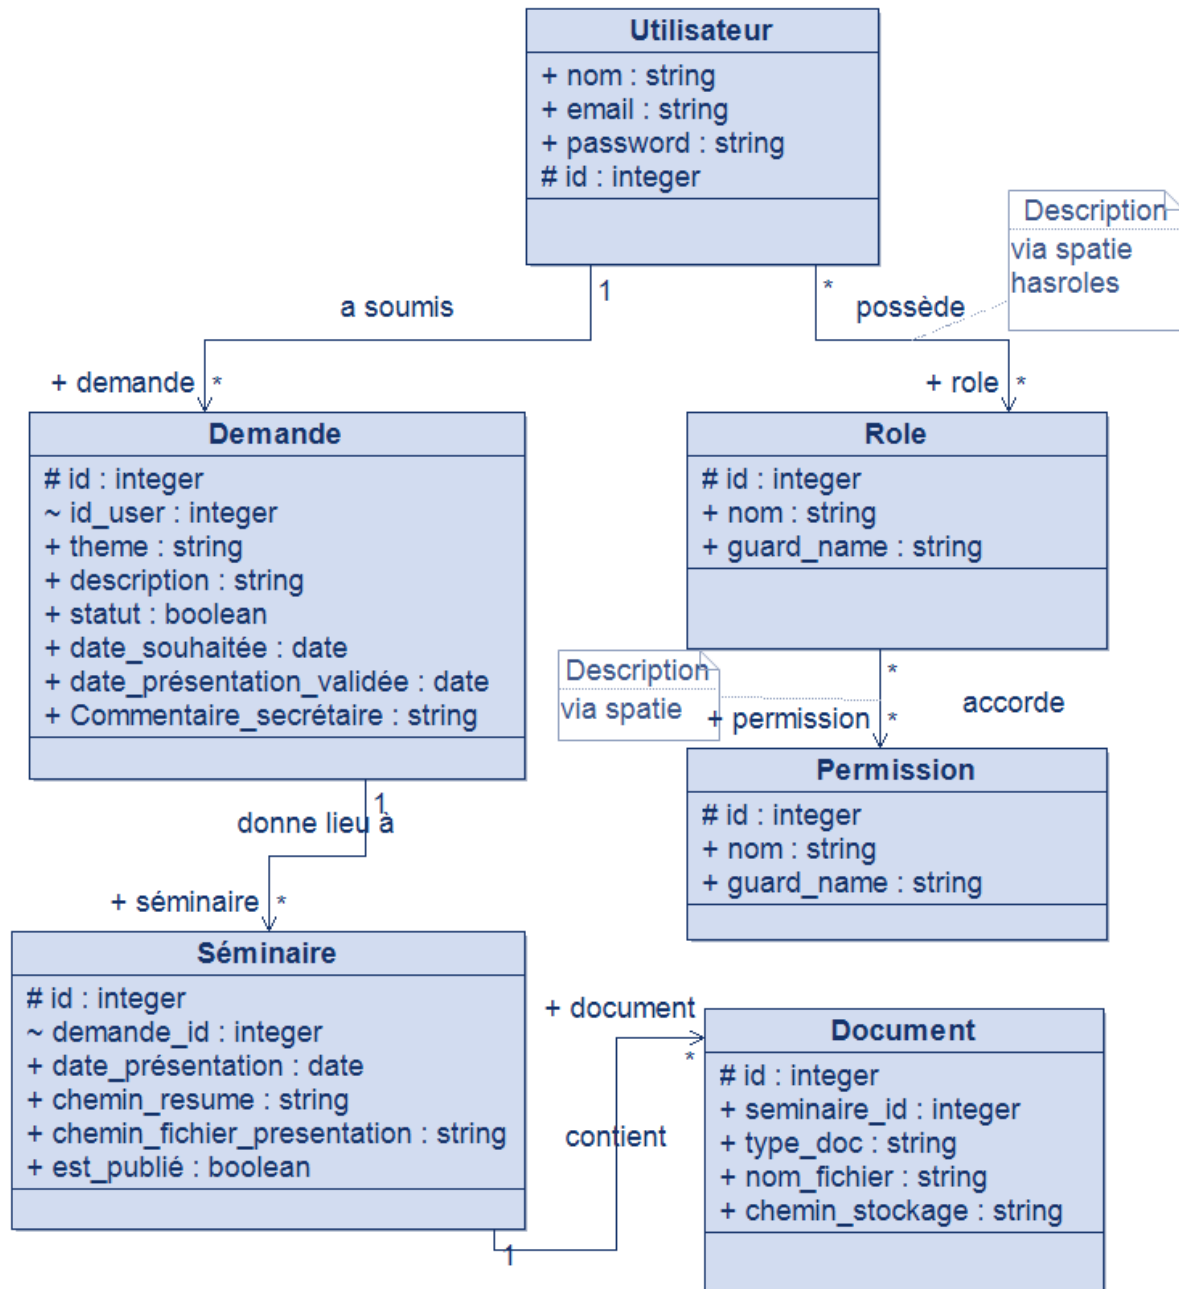 Utilisateur
+ nom : string
+ email : string
+ password : string
# id : integer
Description
via spatie
hasroles
1
*
a soumis
possède
+ demande
*
+ role
*
Demande
# id : integer
~ id_user : integer
+ theme : string
+ description : string
+ statut : boolean
+ date_souhaitée : date
+ date_présentation_validée : date
+ Commentaire_secrétaire : string
Role
# id : integer
+ nom : string
+ guard_name : string
Description
via spatie
*
accorde
+ permission
*
Permission
# id : integer
+ nom : string
+ guard_name : string
1
donne lieu à
+ séminaire
*
Séminaire
# id : integer
~ demande_id : integer
+ date_présentation : date
+ chemin_resume : string
+ chemin_fichier_presentation : string
+ est_publié : boolean
1
contient
+ document
*
Document
# id : integer
+ seminaire_id : integer
+ type_doc : string
+ nom_fichier : string
+ chemin_stockage : string